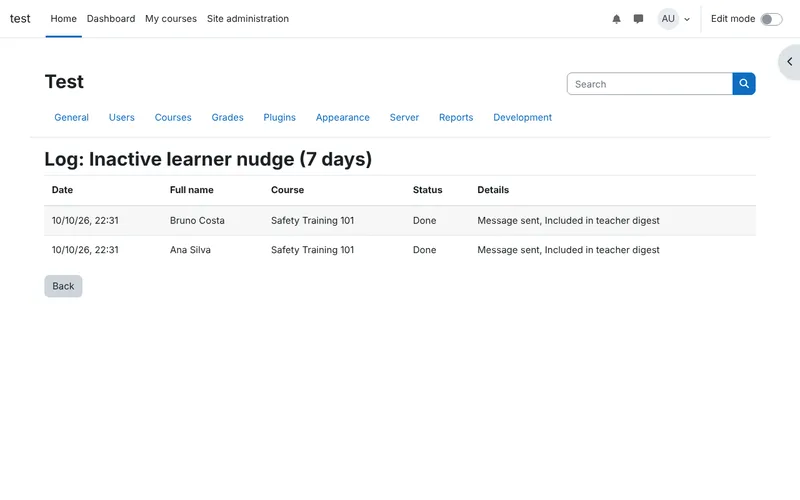 test Home Dashboard My courses Site administration AU Edit mode
Test
Search
General Users Courses Grades Plugins Appearance Server Reports Development
Log: Inactive learner nudge (7 days)
Date Full name Course Status Details
10/10/26, 22:31 Bruno Costa Safety Training 101 Done Message sent, Included in teacher digest
10/10/26, 22:31 Ana Silva Safety Training 101 Done Message sent, Included in teacher digest
Back